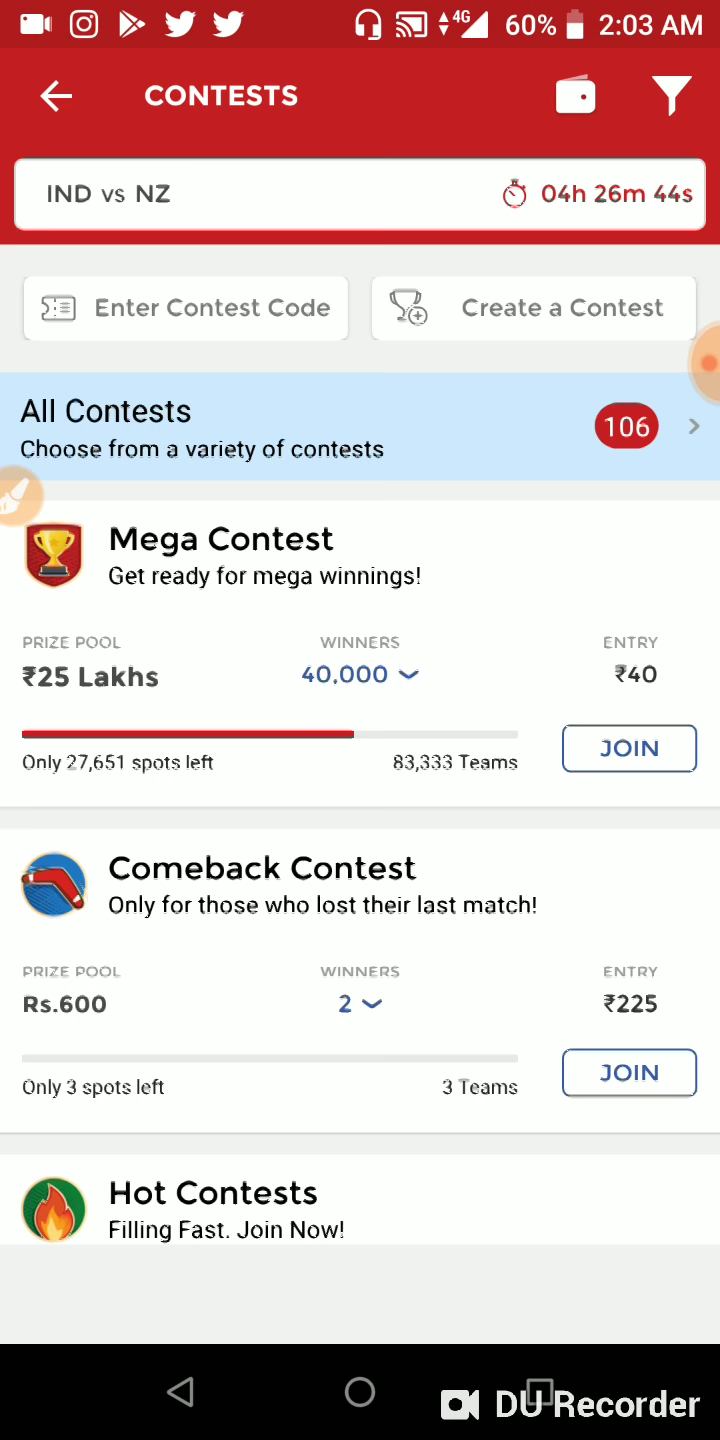 4G 60% 2:03 AM
CONTESTS
IND vs NZ 04h 26m 44s
Enter Contest Code Create a Contest
All Contests
106
Choose from a variety of contests
Mega Contest
Get ready for mega winnings!
PRIZE POOL WINNERS ENTRY
₹25 Lakhs 40,000 ₹40
JOIN
Only 27,651 spots left 83,333 Teams
Comeback Contest
Only for those who lost their last match!
PRIZE POOL WINNERS ENTRY
Rs.600 2 ₹225
JOIN
Only 3 spots left 3 Teams
Hot Contests
Filling Fast. Join Now!
DU Recorder